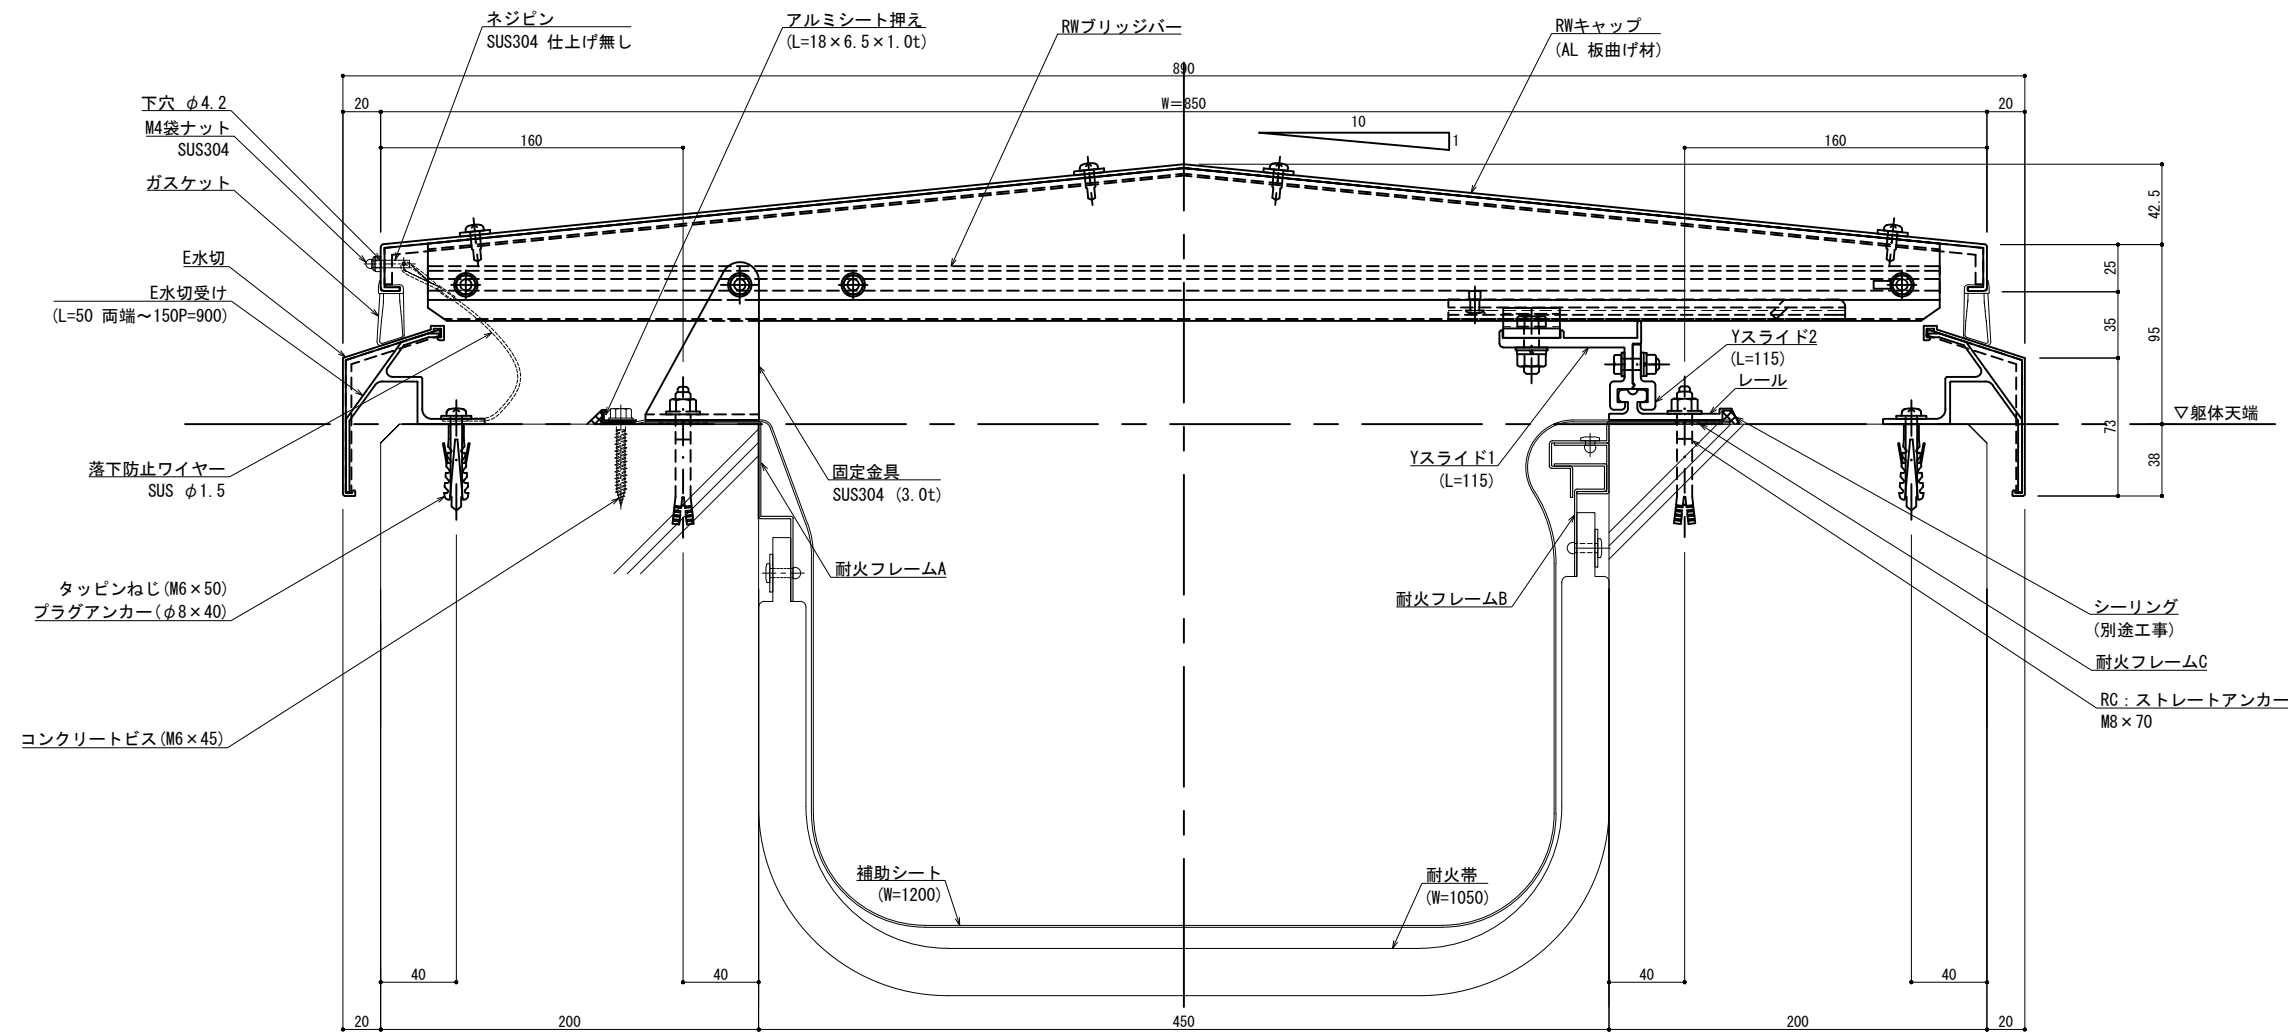 ネジピン
SUS304 仕上げ無し
アルミシート押え
(L=18×6.5×1.0t)
RWブリッジバー
RWキャップ
(AL 板曲げ材)
890
下穴 φ4.2
20
W=850
20
M4袋ナット
SUS304
160
10
1
160
ガスケット
42.5
E水切
25
E水切受け
(L=50 両端～150P=900)
35
95
Yスライド2
(L=115)
レール
▽躯体天端
73
落下防止ワイヤー
SUS φ1.5
固定金具
SUS304 (3.0t)
Yスライド1
(L=115)
38
耐火フレームA
タッピンねじ(M6×50)
プラグアンカー(φ8×40)
耐火フレームB
シーリング
(別途工事)
耐火フレームC
RC：ストレートアンカー
M8×70
コンクリートビス(M6×45)
補助シート
(W=1200)
耐火帯
(W=1050)
40
40
40
40
20
200
450
200
20